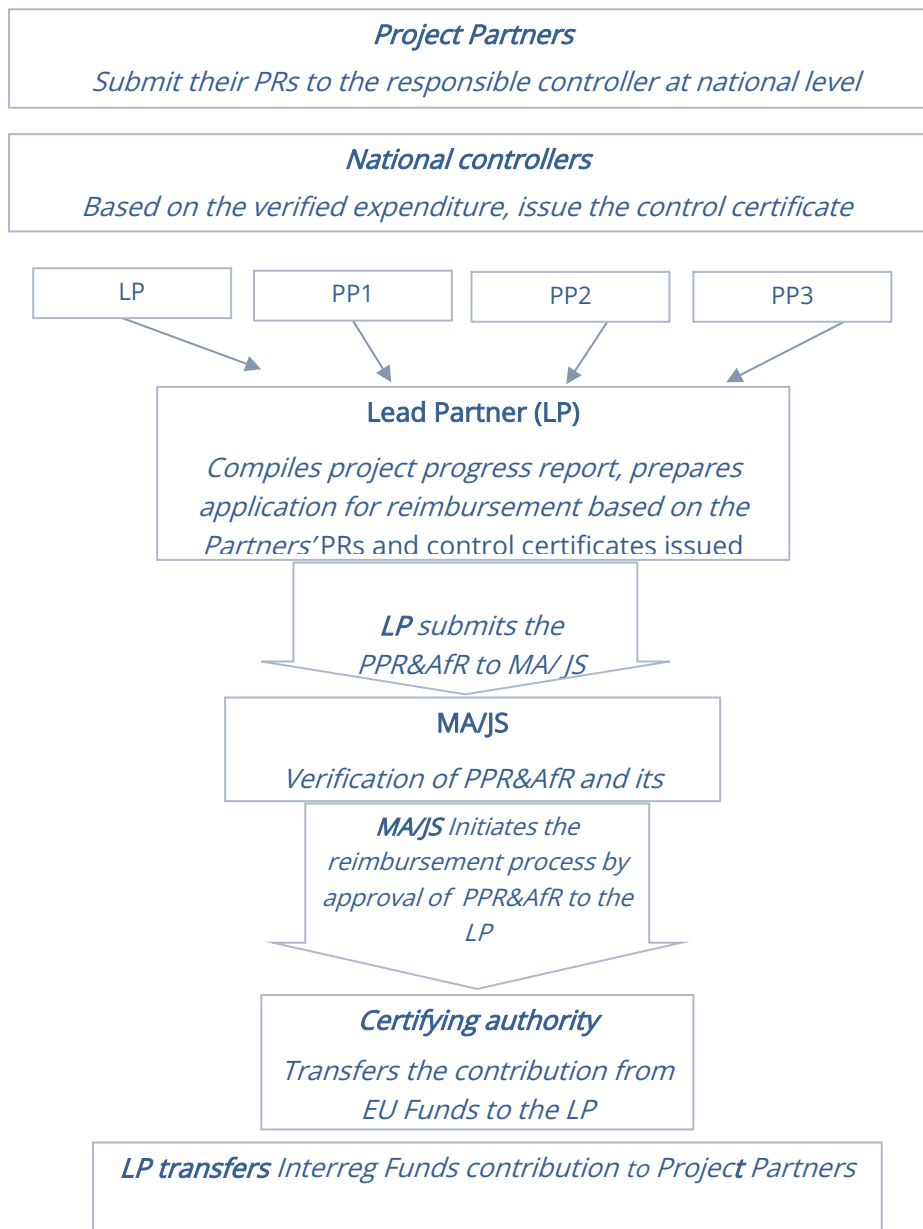 Project Partners
Submit their PRs to the responsible controller at national level
National controllers
Based on the verified expenditure, issue the control certificate
LP
PP1
PP2
PP3
Lead Partner (LP)
Compiles project progress report, prepares
application for reimbursement based on the
Partners' PRs and control certificates issued
LP submits the
PPR&AfR to MA/ JS
MA/JS
Verification of PPR&AfR and its
MA/JS Initiates the
reimbursement process by
approval of PPR&AfR to the
LP
Certifying authority
Transfers the contribution from
EU Funds to the LP
LP transfers Interreg Funds contribution to Project Partners